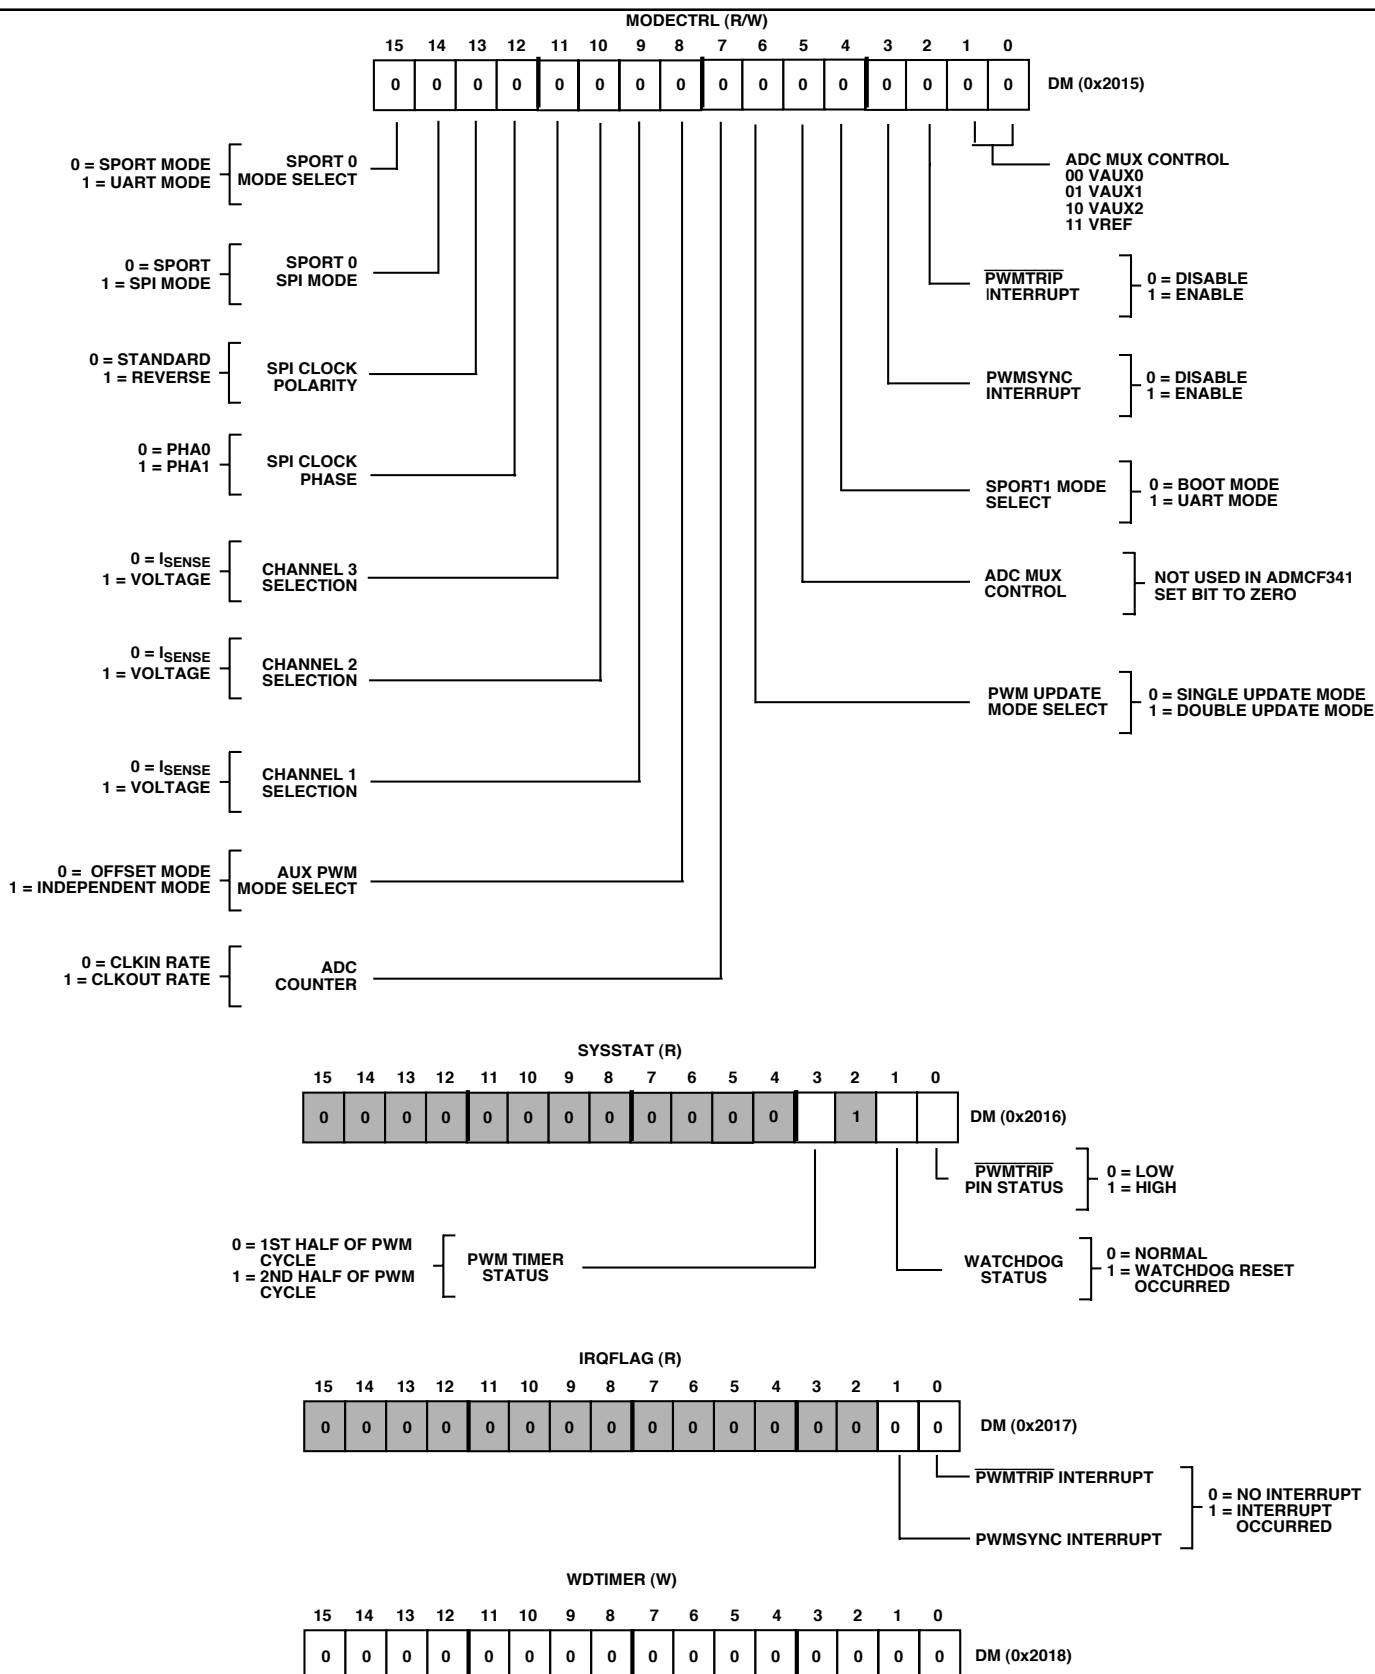 MODECTRL (R/W)
15 14 13 12 11 10 9 8 7 6 5 4 3 2 1 0
0 0 0 0 0 0 0 0 0 0 0 0 0 0 0 0 DM (0x2015)
0 = SPORT MODE
1 = UART MODE
SPORT 0
MODE SELECT
ADC MUX CONTROL
00 VAUX0
01 VAUX1
10 VAUX2
11 VREF
0 = SPORT
1 = SPI MODE
SPORT 0
SPI MODE
PWMTRIP
INTERRUPT
0 = DISABLE
1 = ENABLE
0 = STANDARD
1 = REVERSE
SPI CLOCK
POLARITY
PWMSYNC
INTERRUPT
0 = DISABLE
1 = ENABLE
0 = PHA0
1 = PHA1
SPI CLOCK
PHASE
SPORT1 MODE
SELECT
0 = BOOT MODE
1 = UART MODE
0 = ISENSE
1 = VOLTAGE
CHANNEL 3
SELECTION
ADC MUX
CONTROL
NOT USED IN ADMCF341
SET BIT TO ZERO
0 = ISENSE
1 = VOLTAGE
CHANNEL 2
SELECTION
PWM UPDATE
MODE SELECT
0 = SINGLE UPDATE MODE
1 = DOUBLE UPDATE MODE
0 = ISENSE
1 = VOLTAGE
CHANNEL 1
SELECTION
0 = OFFSET MODE
1 = INDEPENDENT MODE
AUX PWM
MODE SELECT
0 = CLKIN RATE
1 = CLKOUT RATE
ADC
COUNTER
SYSSTAT (R)
15 14 13 12 11 10 9 8 7 6 5 4 3 2 1 0
0 0 0 0 0 0 0 0 0 0 0 0 1 DM (0x2016)
PWMTRIP
PIN STATUS
0 = LOW
1 = HIGH
0 = 1ST HALF OF PWM
CYCLE
1 = 2ND HALF OF PWM
CYCLE
PWM TIMER
STATUS
WATCHDOG
STATUS
0 = NORMAL
1 = WATCHDOG RESET
OCCURRED
IRQFLAG (R)
15 14 13 12 11 10 9 8 7 6 5 4 3 2 1 0
0 0 0 0 0 0 0 0 0 0 0 0 0 0 0 0 DM (0x2017)
PWMTRIP INTERRUPT
PWMSYNC INTERRUPT
0 = NO INTERRUPT
1 = INTERRUPT
OCCURRED
WDTIMER (W)
15 14 13 12 11 10 9 8 7 6 5 4 3 2 1 0
0 0 0 0 0 0 0 0 0 0 0 0 0 0 0 0 DM (0x2018)